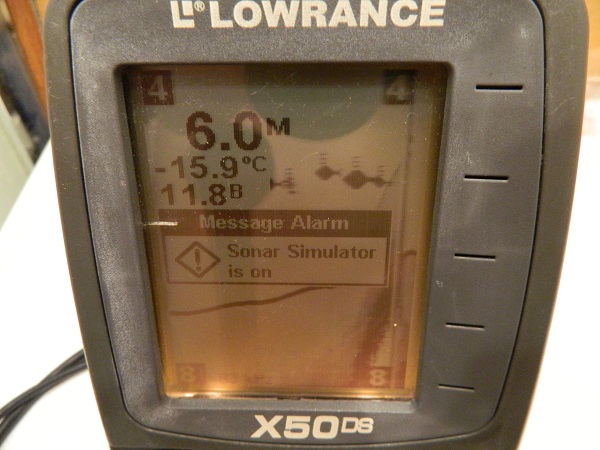 LOWRANCE
4 4
6.0M
-15.9°C
11.8B
Message Alarm
Sonar Simulator
is on
8 8
X50DS